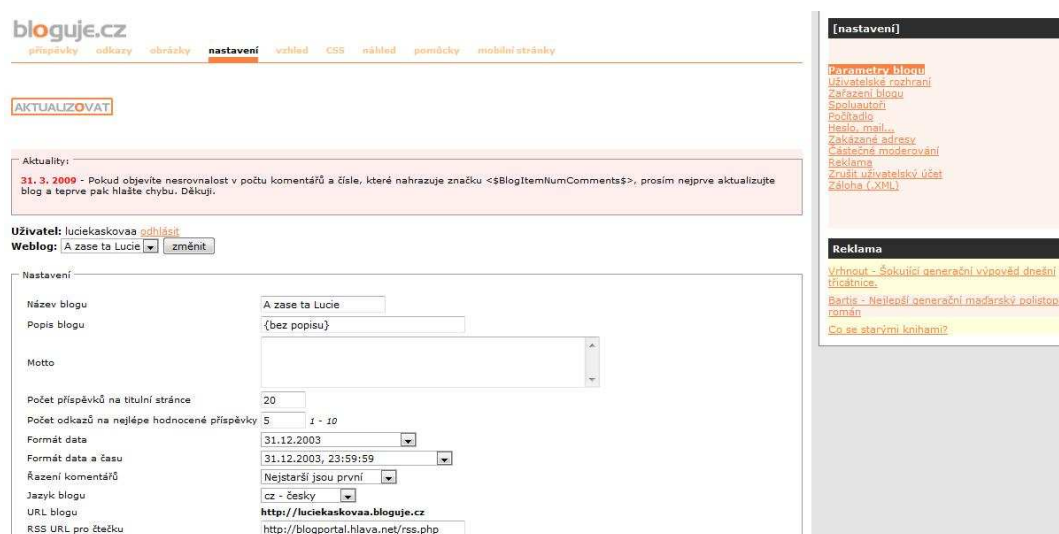 bloguje.cz
příspěvky odkazy obrázky nastavení vzhled CSS náhled pomůcky mobilní stránky
AKTUALIZOVAT
Aktuality:
31. 3. 2009 - Pokud objevíte nesrovnalost v počtu komentářů a čísle, které nahrazuje značku <$BlogItemNumComments$>, prosím nejprve aktualizujte
blog a teprve pak hlašte chybu. Děkuji.
Uživatel: luciekaskovaa odhlásit
Weblog: A zase ta Lucie změnit
Nastavení
Název blogu A zase ta Lucie
Popis blogu {bez popisu}
Motto
Počet příspěvků na titulní stránce 20
Počet odkazů na nejlépe hodnocené příspěvky 5 1 - 10
Formát data 31.12.2003
Formát data a času 31.12.2003, 23:59:59
Řazení komentářů Nejstarší jsou první
Jazyk blogu cz - česky
URL blogu http://luciekaskovaa.bloguje.cz
RSS URL pro čtečku http://blogportal.hlava.net/rss.php
[nastavení]
Parametry blogu
Uživatelské rozhraní
Zařazení blogu
Spoluautoři
Počítadlo
Heslo, mail...
Zakázané adresy
Částečné moderování
Reklama
Zrušit uživatelský účet
Záloha (.XML)
Reklama
Vrhnout - Šokující generační výpověď dnešní
třicátnice.
Bartis - Nejlepší generační maďarský polistop
román
Co se starými knihami?